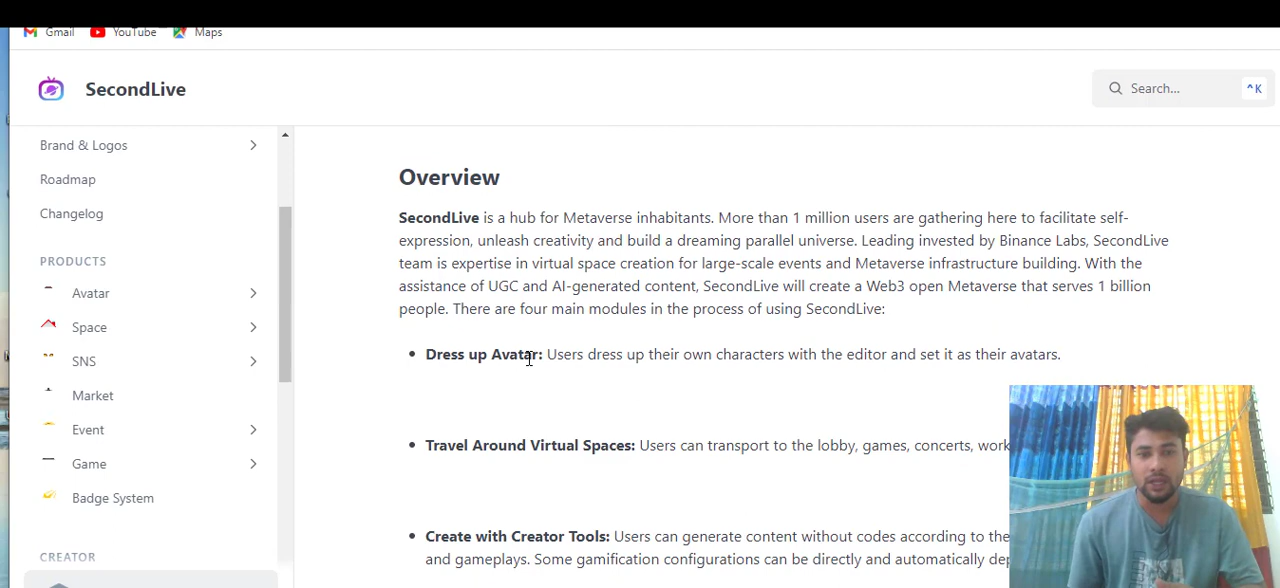 Gmail YouTube Maps
SecondLive
Search... ^K
Brand & Logos
Roadmap
Changelog
PRODUCTS
Avatar
Space
SNS
Market
Event
Game
Badge System
CREATOR
Overview
SecondLive is a hub for Metaverse inhabitants. More than 1 million users are gathering here to facilitate self-
expression, unleash creativity and build a dreaming parallel universe. Leading invested by Binance Labs, SecondLive
team is expertise in virtual space creation for large-scale events and Metaverse infrastructure building. With the
assistance of UGC and AI-generated content, SecondLive will create a Web3 open Metaverse that serves 1 billion
people. There are four main modules in the process of using SecondLive:
• Dress up Avatar: Users dress up their own characters with the editor and set it as their avatars.
• Travel Around Virtual Spaces: Users can transport to the lobby, games, concerts, work
• Create with Creator Tools: Users can generate content without codes according to the
and gameplays. Some gamification configurations can be directly and automatically